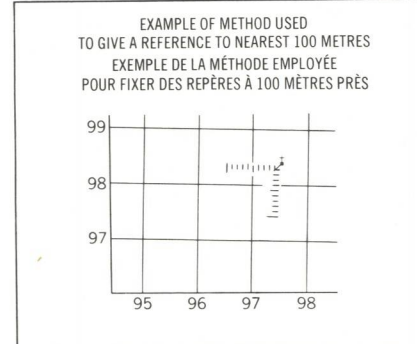 EXAMPLE OF METHOD USED
TO GIVE A REFERENCE TO NEAREST 100 METRES
EXEMPLE DE LA MÉTHODE EMPLOYÉE
POUR FIXER DES REPÈRES À 100 MÈTRES PRÈS
99
98
97
95 96 97 98